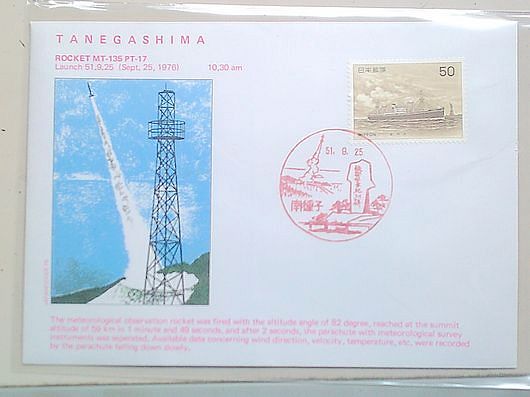 TANEGASHIMA
ROCKET MT-135 PT-17
Launch 51.9.25 (Sept. 25, 1976) 10,30 am
日本郵便 50
NIPPON
51. 9. 25
南種子
The meteorological observation rocket was fired with the altitude angle of 82 degree, reached at the summit
altitude of 59 km in 1 minute and 49 seconds, and after 2 seconds, the parachute with meteorological survey
instruments was seperated. Available data concerning wind direction, velocity, temperature, etc. were recorded
by the parachute falling down slowly.